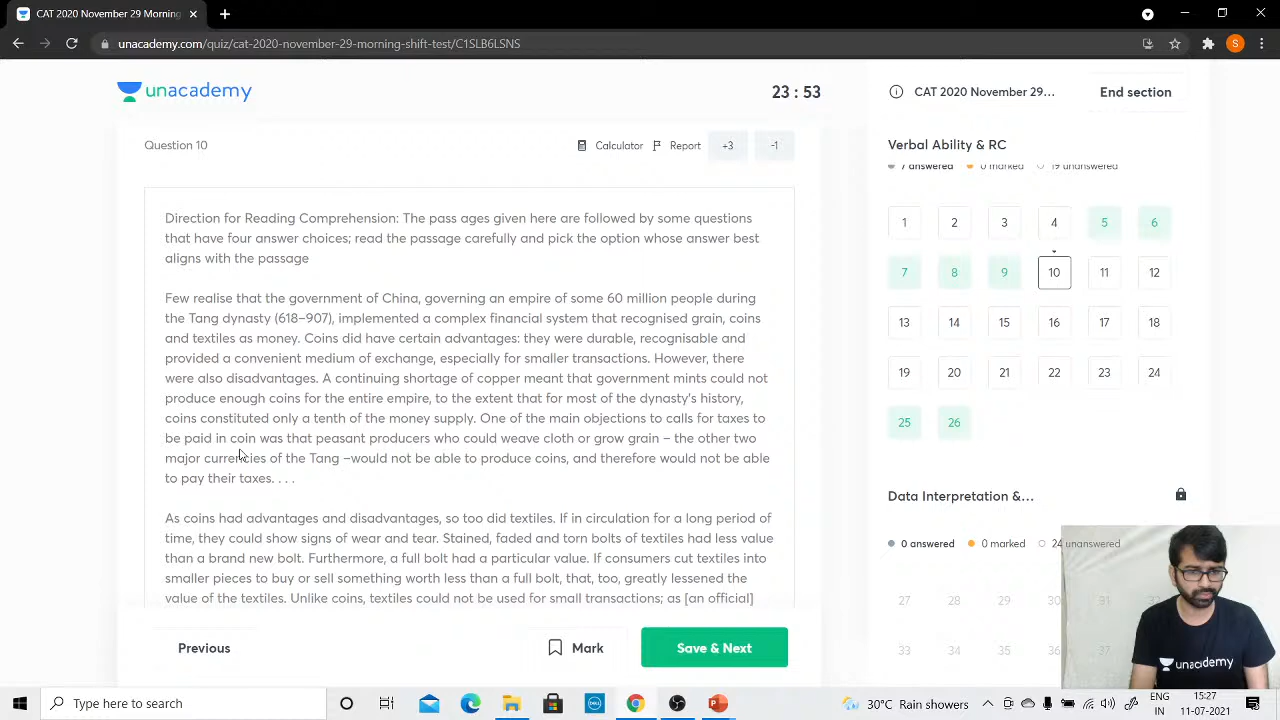 CAT 2020 November 29 Morning
unacademy.com/quiz/cat-2020-november-29-morning-shift-test/C1SLB6LSNS
S
unacademy
23 : 53
CAT 2020 November 29...
End section
Question 10
Calculator
Report
+3
-1
Verbal Ability & RC
7 answered
0 marked
19 unanswered
Direction for Reading Comprehension: The pass ages given here are followed by some questions
that have four answer choices; read the passage carefully and pick the option whose answer best
aligns with the passage
Few realise that the government of China, governing an empire of some 60 million people during
the Tang dynasty (618–907), implemented a complex financial system that recognised grain, coins
and textiles as money. Coins did have certain advantages: they were durable, recognisable and
provided a convenient medium of exchange, especially for smaller transactions. However, there
were also disadvantages. A continuing shortage of copper meant that government mints could not
produce enough coins for the entire empire, to the extent that for most of the dynasty's history,
coins constituted only a tenth of the money supply. One of the main objections to calls for taxes to
be paid in coin was that peasant producers who could weave cloth or grow grain – the other two
major currencies of the Tang –would not be able to produce coins, and therefore would not be able
to pay their taxes. . . .
As coins had advantages and disadvantages, so too did textiles. If in circulation for a long period of
time, they could show signs of wear and tear. Stained, faded and torn bolts of textiles had less value
than a brand new bolt. Furthermore, a full bolt had a particular value. If consumers cut textiles into
smaller pieces to buy or sell something worth less than a full bolt, that, too, greatly lessened the
value of the textiles. Unlike coins, textiles could not be used for small transactions; as [an official]
1 2 3 4 5 6
7 8 9 10 11 12
13 14 15 16 17 18
19 20 21 22 23 24
25 26
Data Interpretation &...
0 answered
0 marked
24 unanswered
27 28 29 30
33 34 35 36 37
Previous
Mark
Save & Next
unacademy
Type here to search
DELL
30°C Rain showers
ENG
IN
15:27
11-07-2021